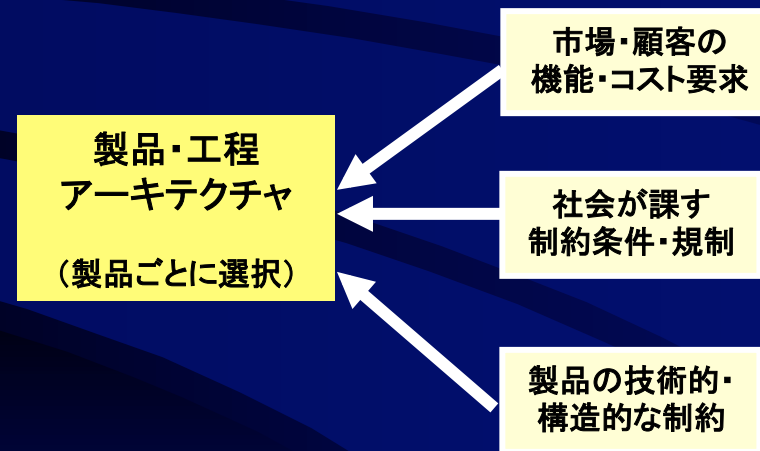 製品・工程
アーキテクチャ
（製品ごとに選択）
市場・顧客の
機能・コスト要求
社会が課す
制約条件・規制
製品の技術的・
構造的な制約